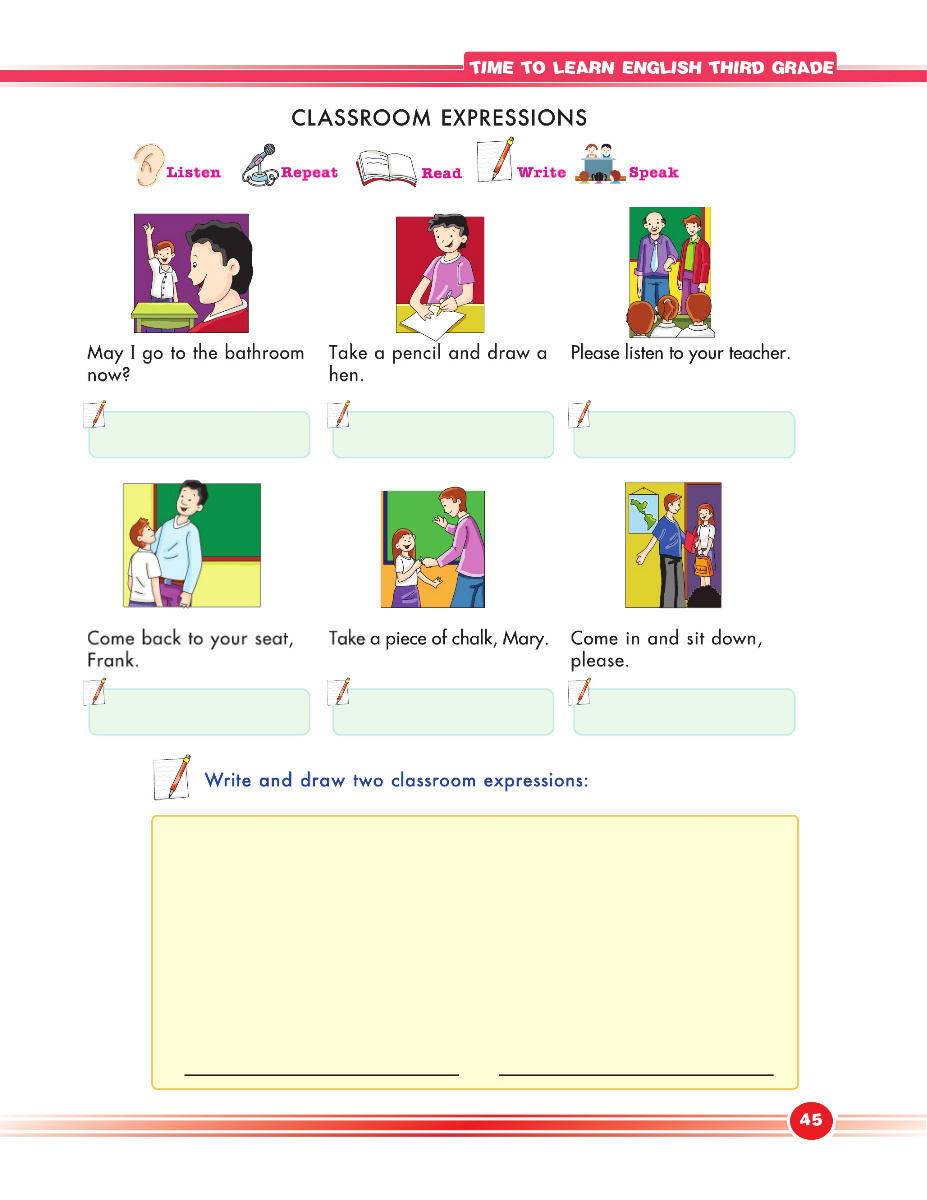 TIME TO LEARN ENGLISH THIRD GRADE
CLASSROOM EXPRESSIONS
Listen Repeat Read Write Speak
May I go to the bathroom
now?
Take a pencil and draw a
hen.
Please listen to your teacher.
Come back to your seat,
Frank.
Take a piece of chalk, Mary.
Come in and sit down,
please.
Write and draw two classroom expressions:
45